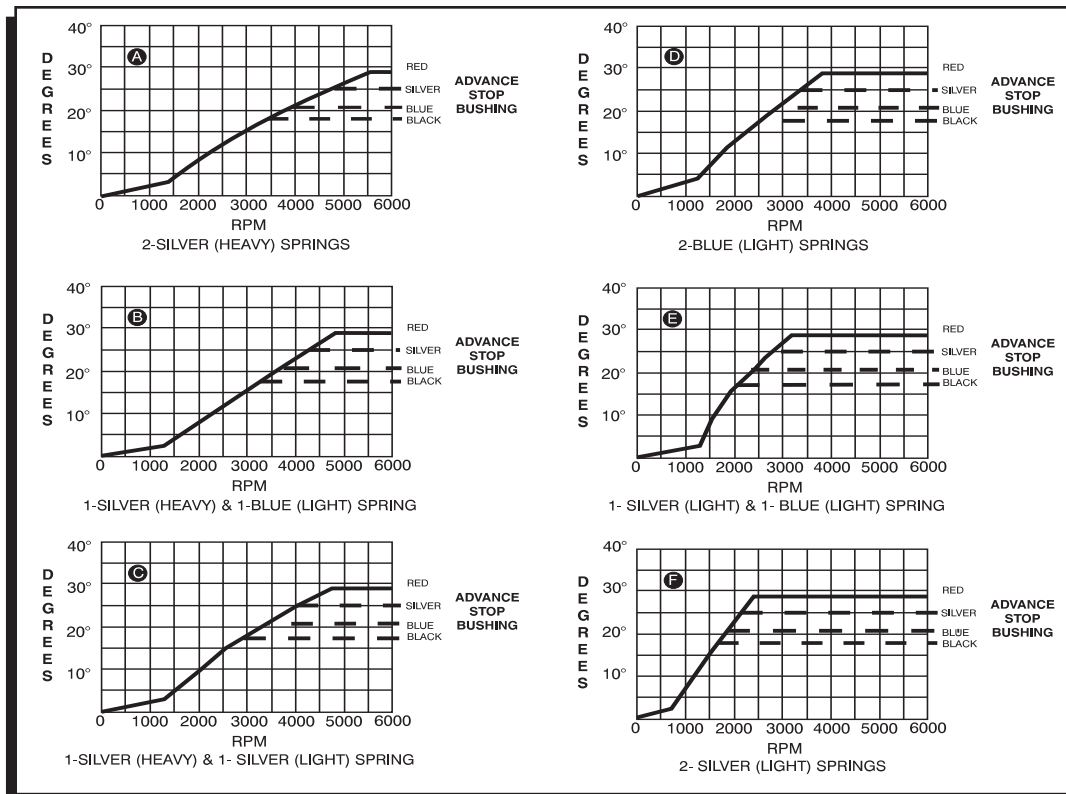 40°
30°
20°
10°
DEGREES
A
RED
SILVER
BLUE
BLACK
ADVANCE
STOP
BUSHING
0 1000 2000 3000 4000 5000 6000
RPM
2-SILVER (HEAVY) SPRINGS
40°
30°
20°
10°
DEGREES
D
RED
SILVER
BLUE
BLACK
ADVANCE
STOP
BUSHING
0 1000 2000 3000 4000 5000 6000
RPM
2-BLUE (LIGHT) SPRINGS
40°
30°
20°
10°
DEGREES
B
RED
SILVER
BLUE
BLACK
ADVANCE
STOP
BUSHING
0 1000 2000 3000 4000 5000 6000
RPM
1-SILVER (HEAVY) & 1-BLUE (LIGHT) SPRING
40°
30°
20°
10°
DEGREES
E
RED
SILVER
BLUE
BLACK
ADVANCE
STOP
BUSHING
0 1000 2000 3000 4000 5000 6000
RPM
1- SILVER (LIGHT) & 1- BLUE (LIGHT) SPRING
40°
30°
20°
10°
DEGREES
C
RED
SILVER
BLUE
BLACK
ADVANCE
STOP
BUSHING
0 1000 2000 3000 4000 5000 6000
RPM
1-SILVER (HEAVY) & 1- SILVER (LIGHT) SPRING
40°
30°
20°
10°
DEGREES
F
RED
SILVER
BLUE
BLACK
ADVANCE
STOP
BUSHING
0 1000 2000 3000 4000 5000 6000
RPM
2- SILVER (LIGHT) SPRINGS